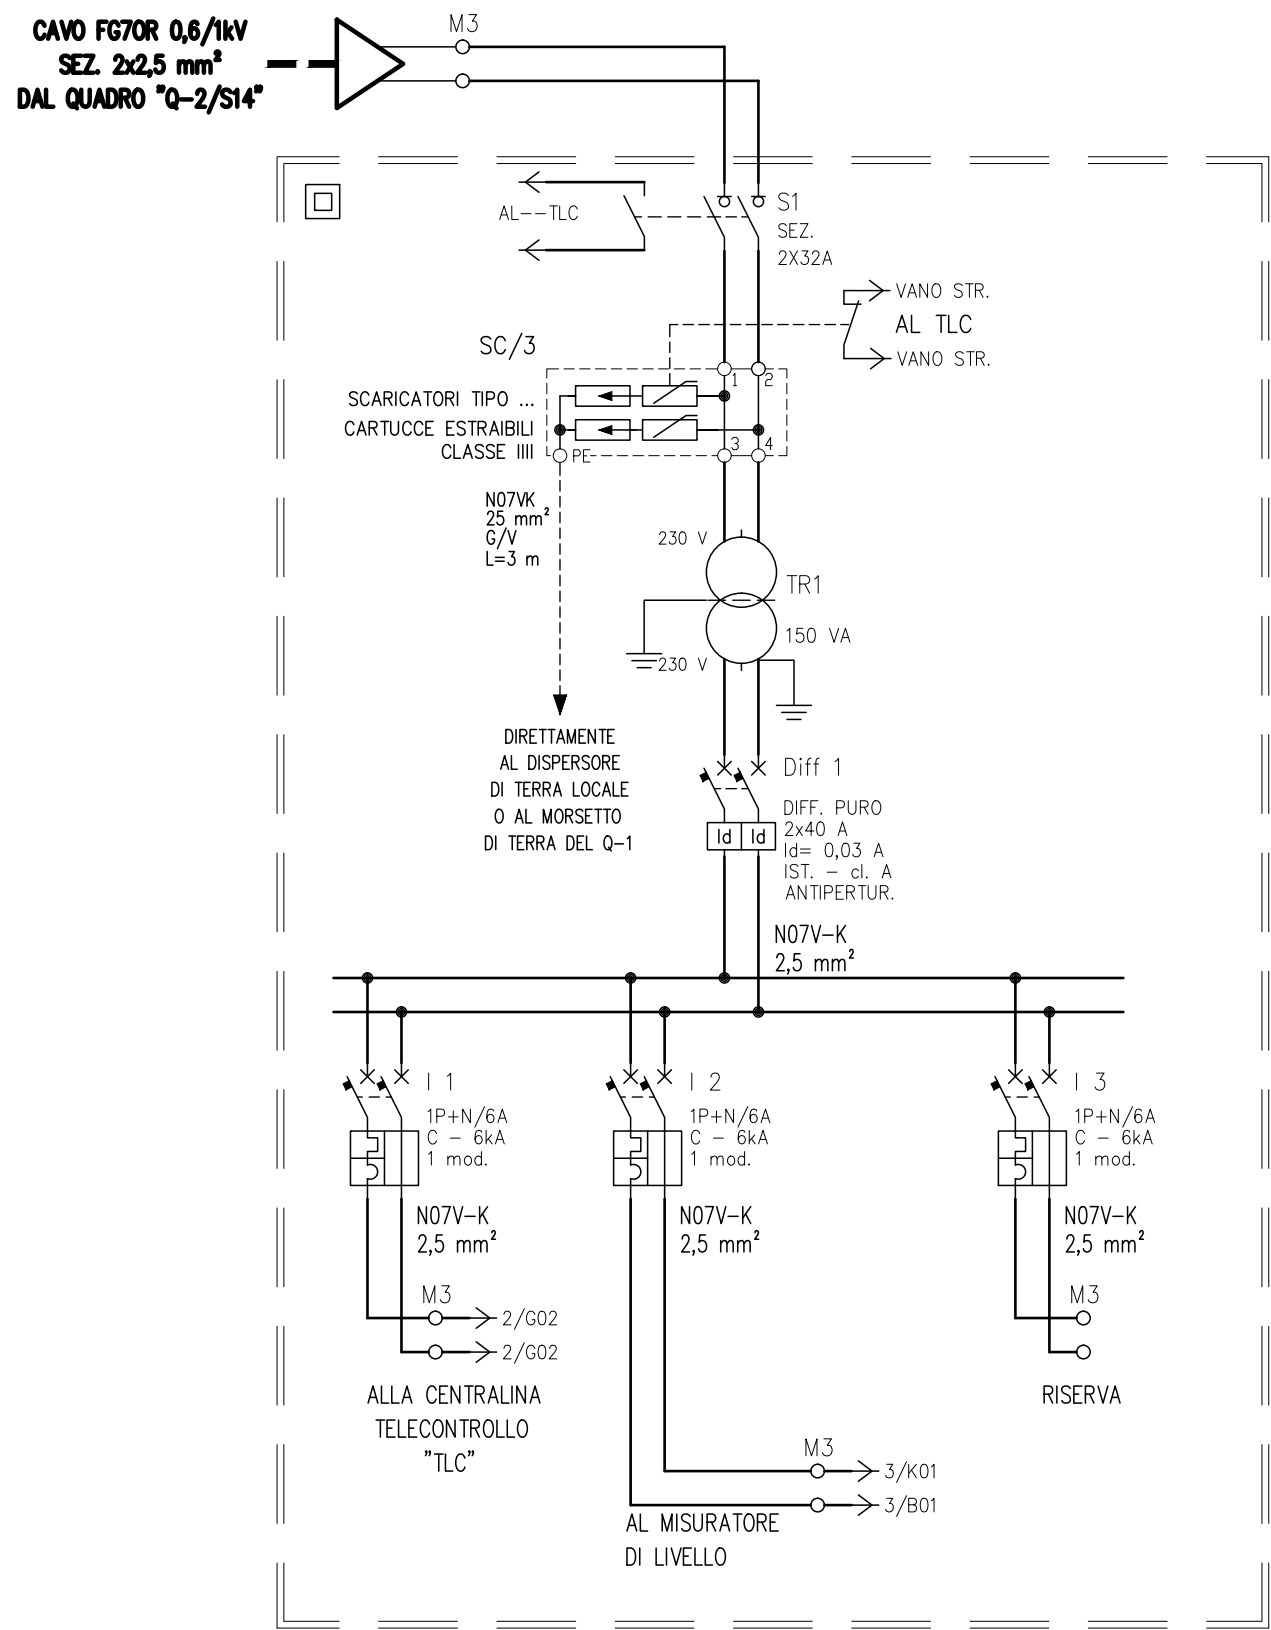 CAVO FG7OR 0,6/1kV
SEZ. 2x2,5 mm²
DAL QUADRO "Q-2/S14"
M3
AL--TLC
S1
SEZ.
2X32A
VANO STR.
AL TLC
VANO STR.
SC/3
SCARICATORI TIPO ...
CARTUCCE ESTRAIBILI
CLASSE IIII
1 2
3 4
PE
N07VK
25 mm²
G/V
L=3 m
230 V
TR1
150 VA
230 V
DIRETTAMENTE
AL DISPERSORE
DI TERRA LOCALE
O AL MORSETTO
DI TERRA DEL Q-1
Diff 1
DIFF. PURO
2x40 A
Id= 0,03 A
IST. - cl. A
ANTIPERTUR.
Id Id
N07V-K
2,5 mm²
I 1
1P+N/6A
C - 6kA
1 mod.
N07V-K
2,5 mm²
M3
2/G02
2/G02
ALLA CENTRALINA
TELECONTROLLO
"TLC"
I 2
1P+N/6A
C - 6kA
1 mod.
N07V-K
2,5 mm²
M3
3/K01
3/B01
AL MISURATORE
DI LIVELLO
I 3
1P+N/6A
C - 6kA
1 mod.
N07V-K
2,5 mm²
M3
RISERVA